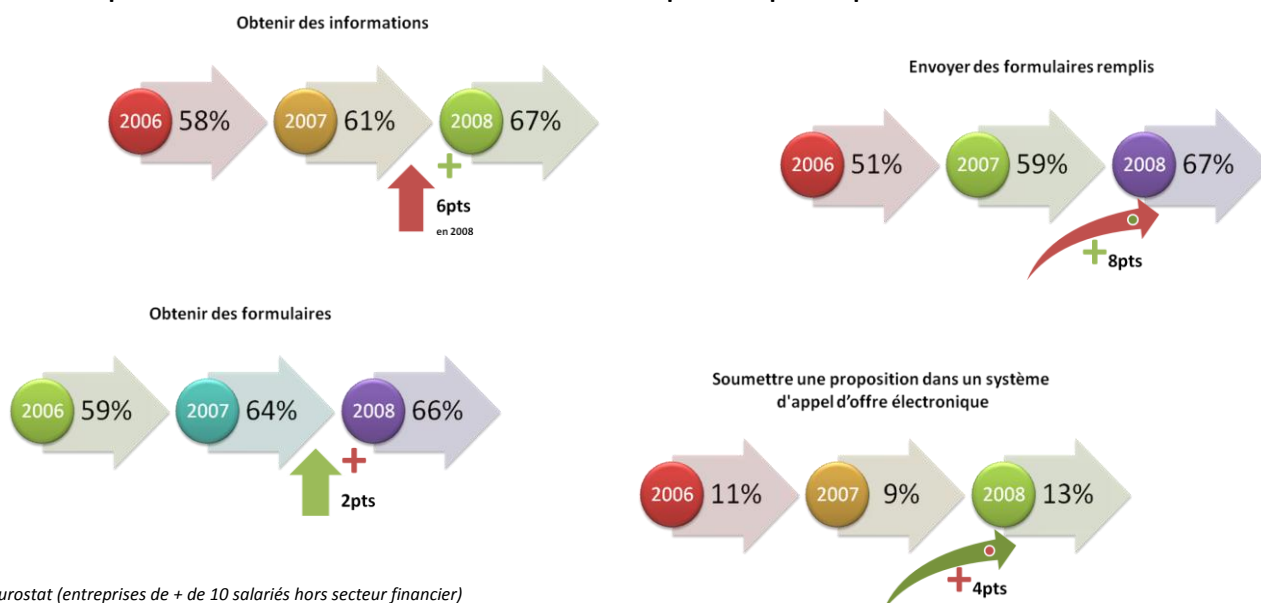 Obtenir des informations
2006 58% 2007 61% 2008 67%
+
6pts
en 2008
Envoyer des formulaires remplis
2006 51% 2007 59% 2008 67%
+8pts
Obtenir des formulaires
2006 59% 2007 64% 2008 66%
+
2pts
Soumettre une proposition dans un système
d'appel d’offre électronique
2006 11% 2007 9% 2008 13%
+4pts
urostat (entreprises de + de 10 salariés hors secteur financier)